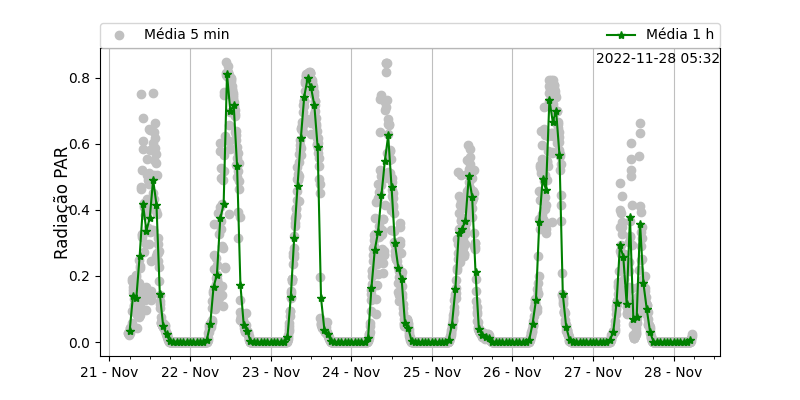 Média 5 min
Média 1 h
2022-11-28 05:32
Radiação PAR
0.8
0.6
0.4
0.2
0.0
21 - Nov
22 - Nov
23 - Nov
24 - Nov
25 - Nov
26 - Nov
27 - Nov
28 - Nov